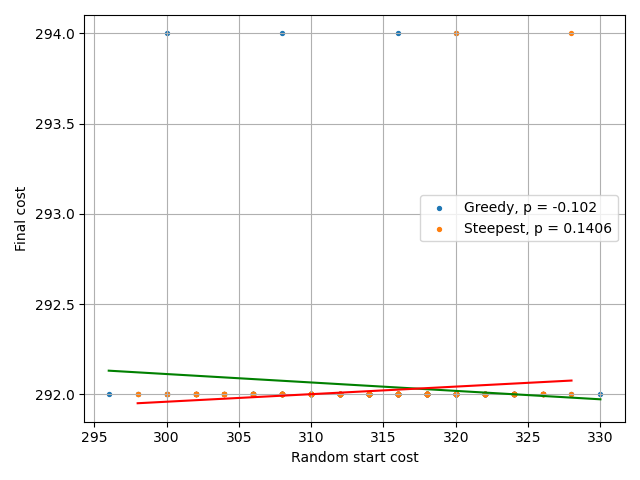 294.0
293.5
293.0
292.5
292.0
Final cost
Greedy, p = -0.102
Steepest, p = 0.1406
295 300 305 310 315 320 325 330
Random start cost